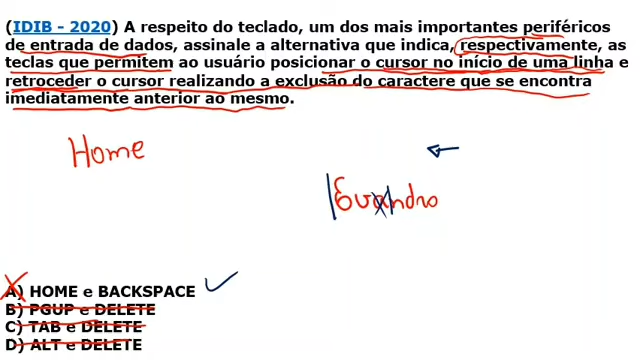 (IDIB - 2020) A respeito do teclado, um dos mais importantes periféricos
de entrada de dados, assinale a alternativa que indica, respectivamente, as
teclas que permitem ao usuário posicionar o cursor no início de uma linha e
retroceder o cursor realizando a exclusão do caractere que se encontra
imediatamente anterior ao mesmo.
Home
Evandro
A) HOME e BACKSPACE
B) PGUP e DELETE
C) TAB e DELETE
D) ALT e DELETE